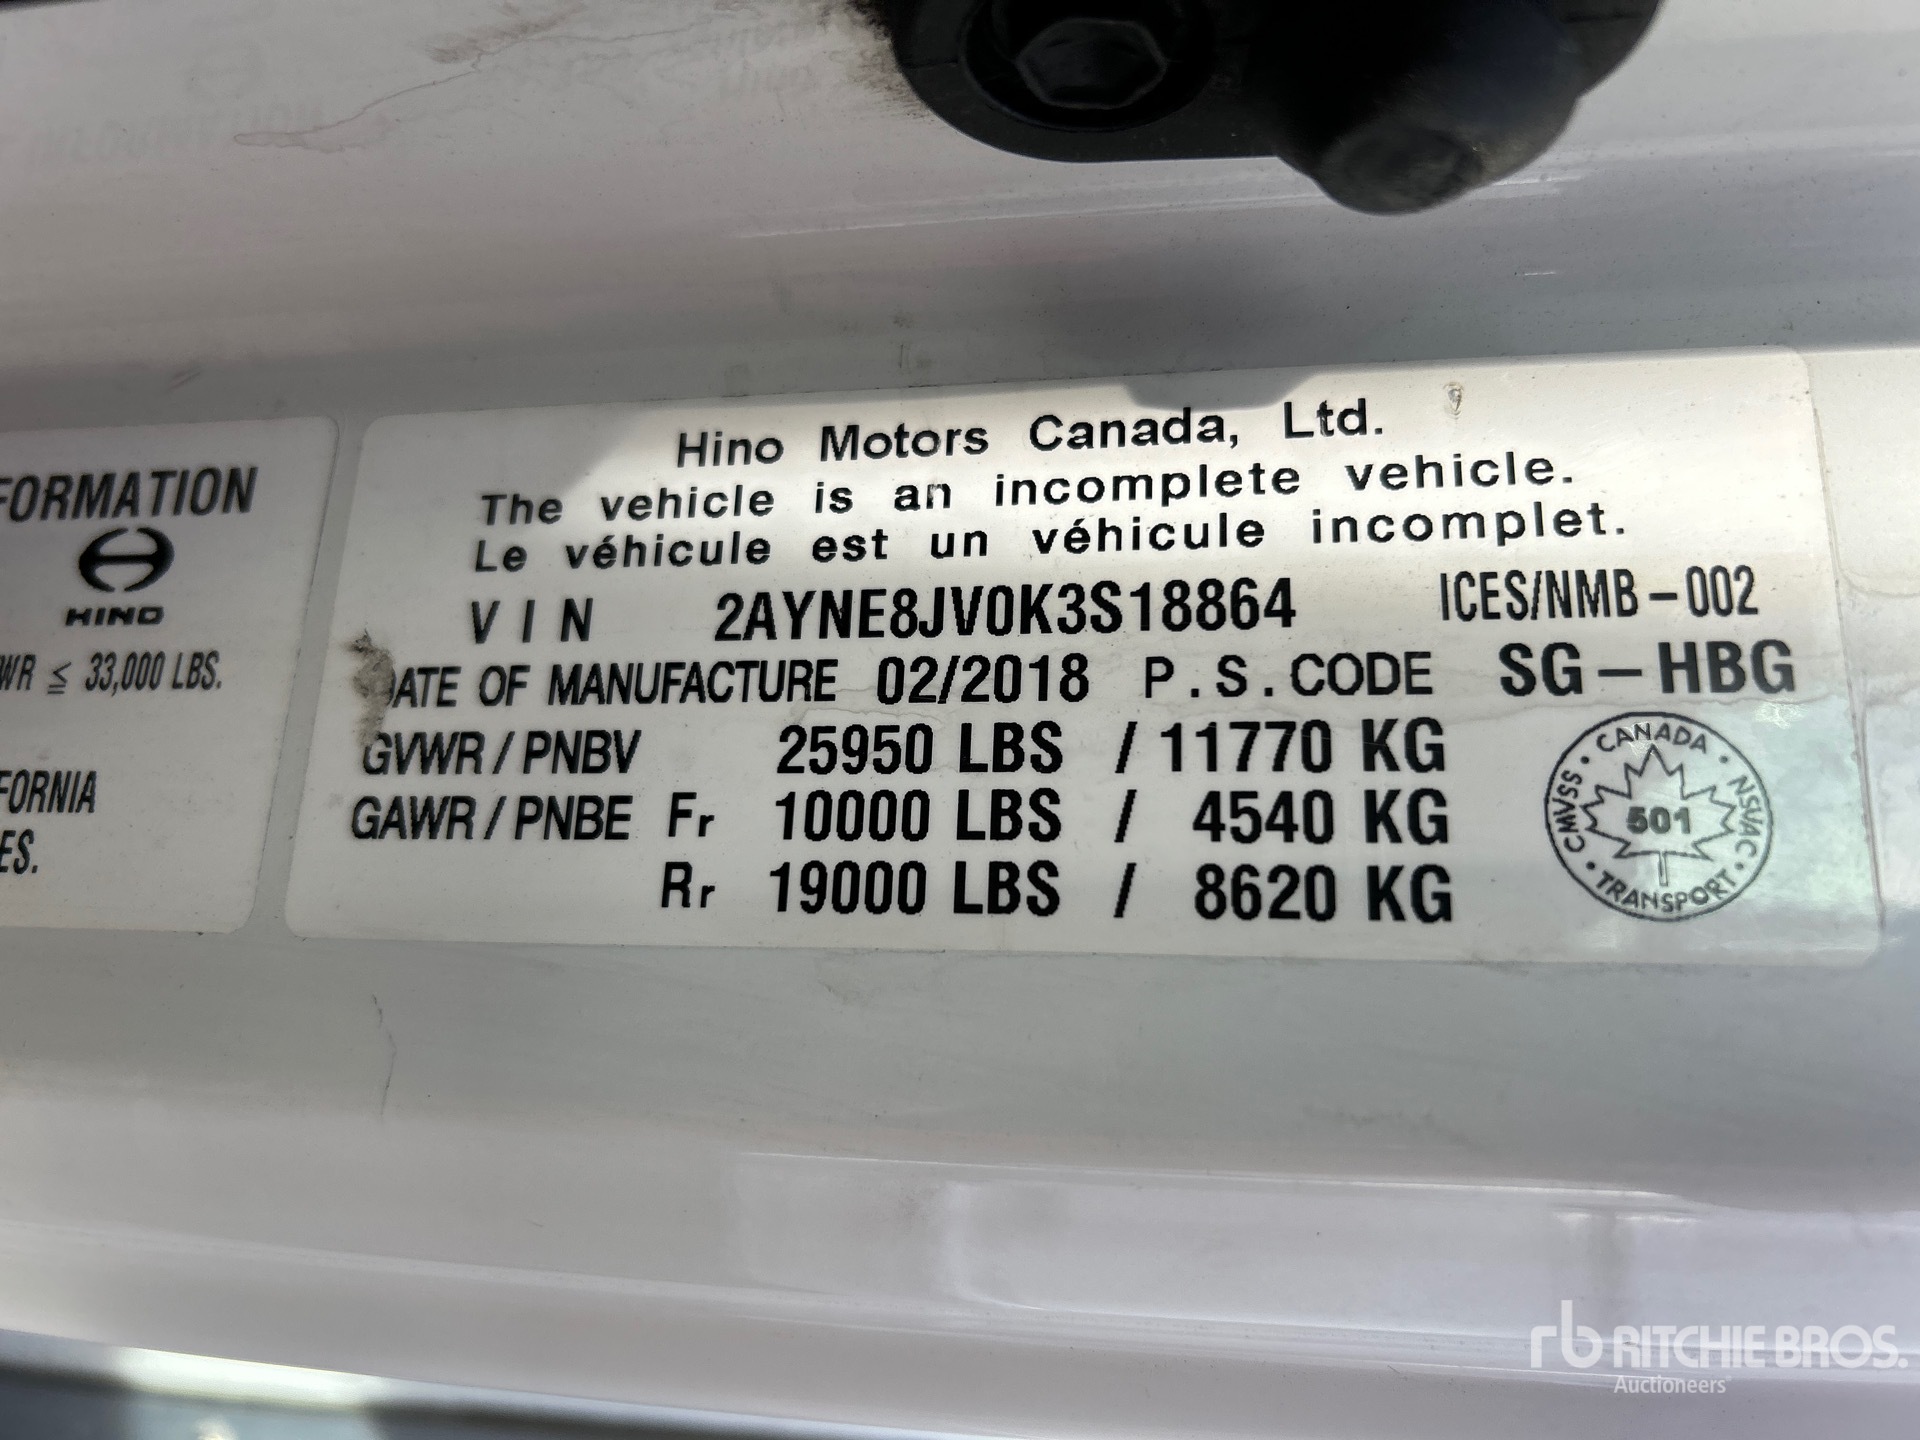 FORMATION
HINO
WR ≤ 33,000 LBS.
FORNIA
ES.
Hino Motors Canada, Ltd.
The vehicle is an incomplete vehicle.
Le véhicule est un véhicule incomplet.
VIN 2AYNE8JV0K3S18864 ICES/NMB-002
DATE OF MANUFACTURE 02/2018 P.S.CODE SG-HBG
GVWR/PNBV 25950 LBS / 11770 KG
GAWR/PNBE Fr 10000 LBS / 4540 KG
Rr 19000 LBS / 8620 KG
CANADA · NSVAC · TRANSPORT · CMVSS ·
501
rb RITCHIE BROS.
Auctioneers